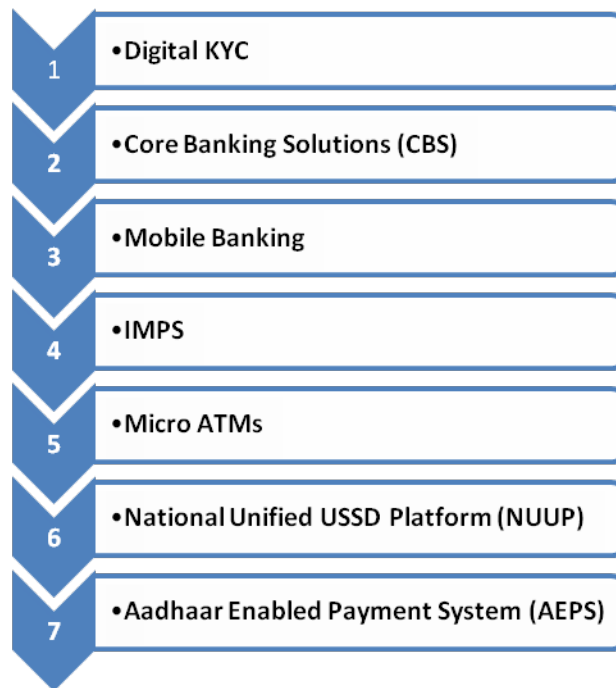 1
•Digital KYC
2
•Core Banking Solutions (CBS)
3
•Mobile Banking
4
•IMPS
5
•Micro ATMs
6
•National Unified USSD Platform (NUUP)
7
•Aadhaar Enabled Payment System (AEPS)